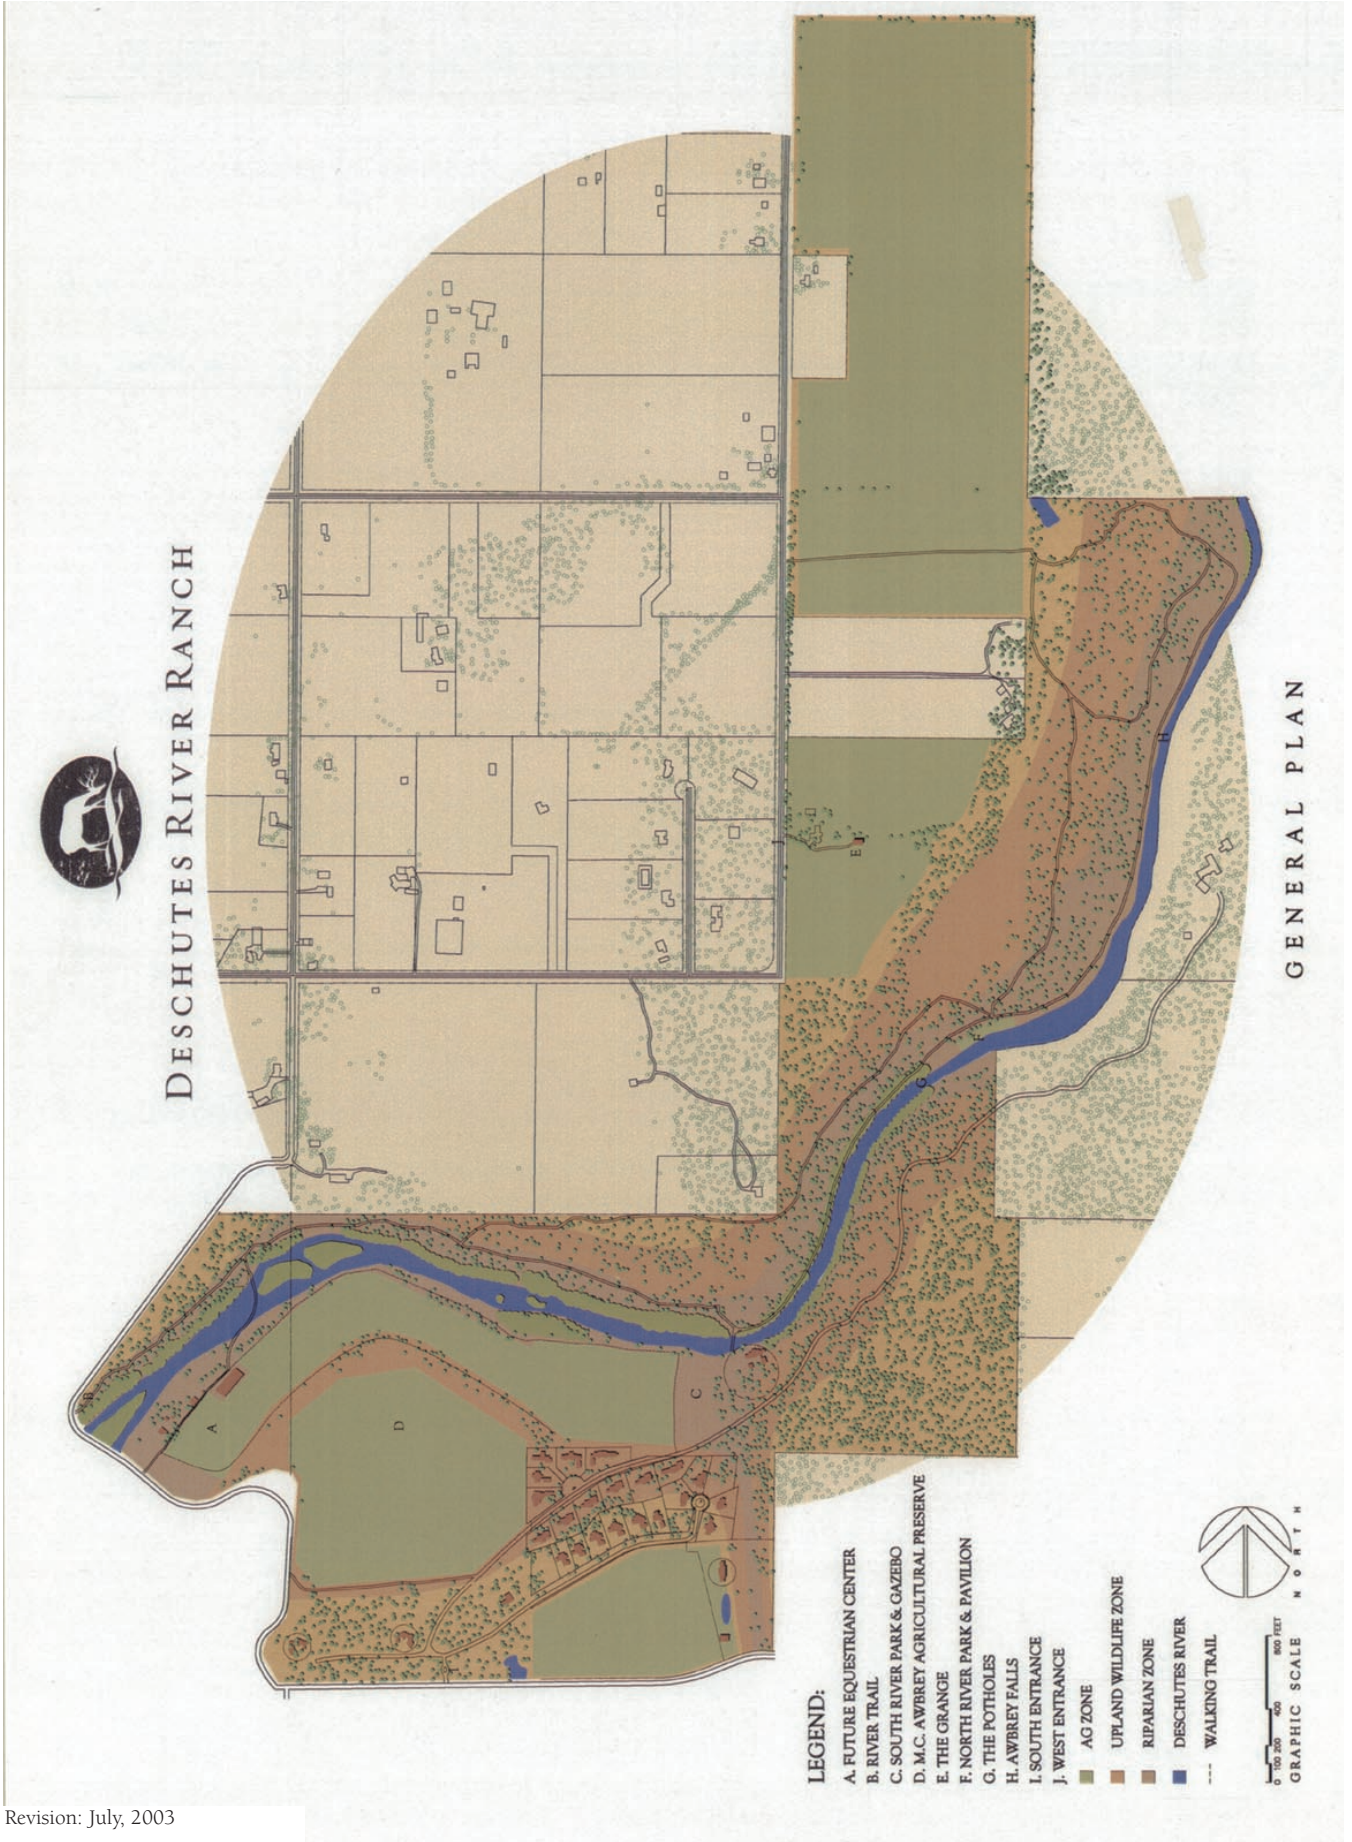 DESCHUTES RIVER RANCH
A
B
C
D
E
F
G
H
I
J
LEGEND:
A. FUTURE EQUESTRIAN CENTER
B. RIVER TRAIL
C. SOUTH RIVER PARK & GAZEBO
D. M.C. AWBREY AGRICULTURAL PRESERVE
E. THE GRANGE
F. NORTH RIVER PARK & PAVILION
G. THE POTHOLES
H. AWBREY FALLS
I. SOUTH ENTRANCE
J. WEST ENTRANCE
AG ZONE
UPLAND WILDLIFE ZONE
RIPARIAN ZONE
DESCHUTES RIVER
WALKING TRAIL
0 100 200 400 800 FEET
GRAPHIC SCALE
NORTH
GENERAL PLAN
Revision: July, 2003